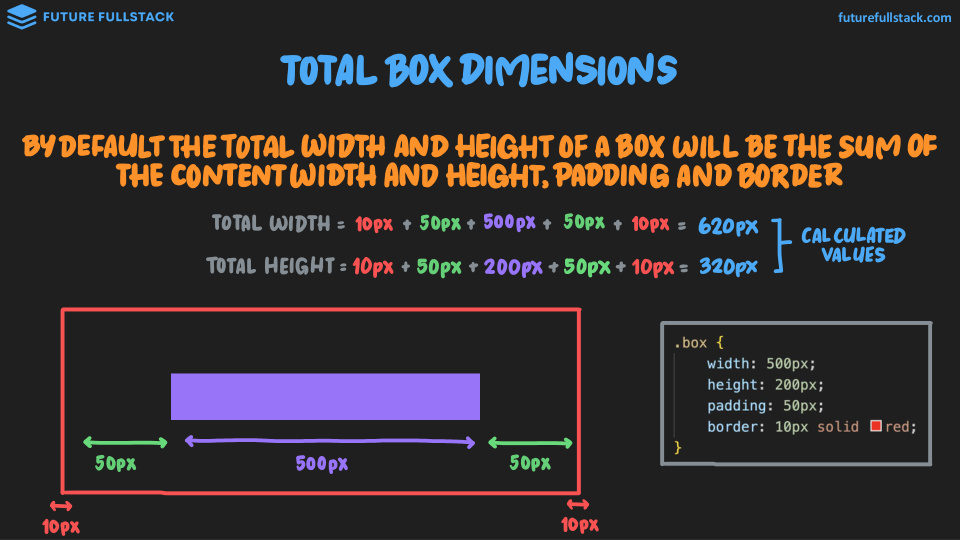 FUTURE FULLSTACK
futurefullstack.com
TOTAL BOX DIMENSIONS
BY DEFAULT THE TOTAL WIDTH AND HEIGHT OF A BOX WILL BE THE SUM OF
THE CONTENT WIDTH AND HEIGHT, PADDING AND BORDER
TOTAL WIDTH = 10PX + 50PX + 500PX + 50PX + 10PX = 620PX
TOTAL HEIGHT = 10PX + 50PX + 200PX + 50PX + 10PX = 320PX
CALCULATED
VALUES
.box {
width: 500px;
height: 200px;
padding: 50px;
border: 10px solid red;
}
50PX
500PX
50PX
10PX
10PX